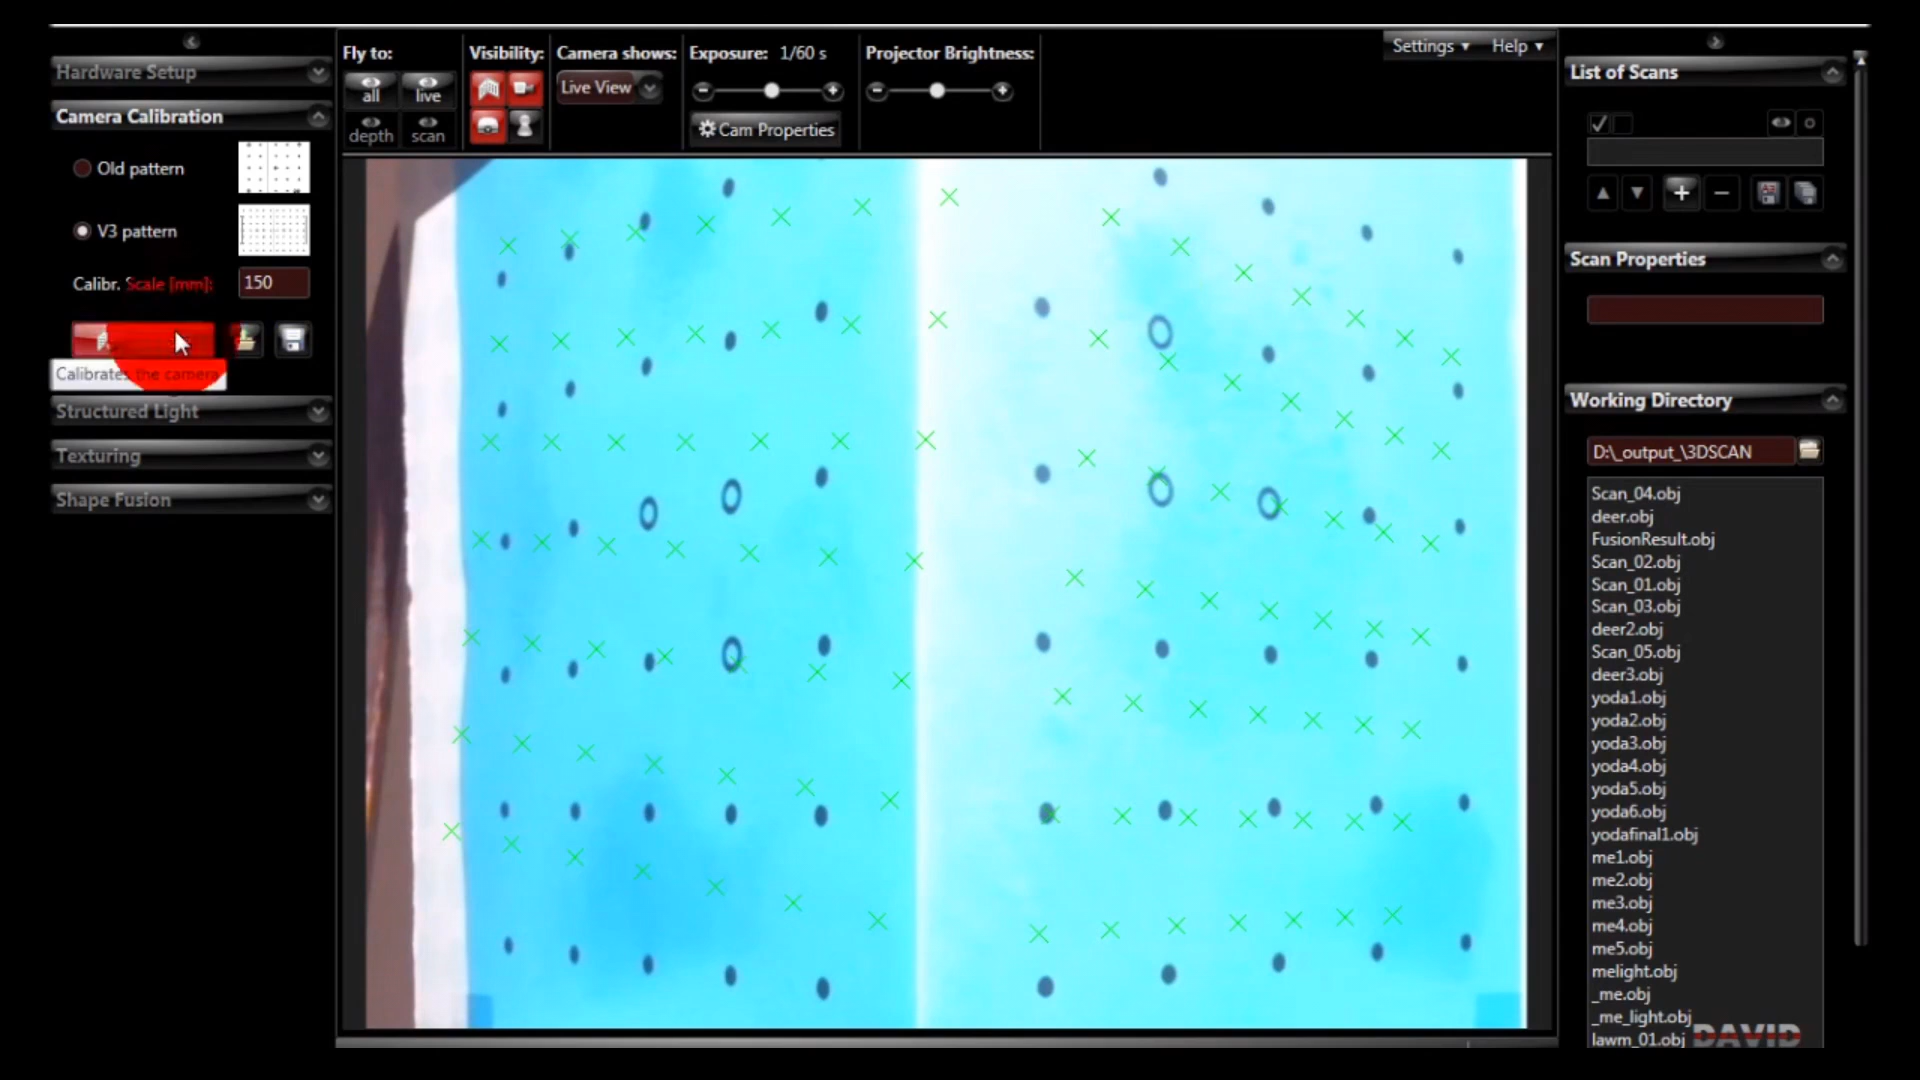 Hardware Setup
Camera Calibration
Old pattern
V3 pattern
Calibr. Scale [mm]:
150
Calibrates the camera
Structured Light
Texturing
Shape Fusion
Fly to:
all
live
depth
scan
Visibility:
Camera shows:
Live View
Exposure: 1/60 s
Cam Properties
Projector Brightness:
Settings
Help
List of Scans
Scan Properties
Working Directory
D:\_output_\3DSCAN
Scan_04.obj
deer.obj
FusionResult.obj
Scan_02.obj
Scan_01.obj
Scan_03.obj
deer2.obj
Scan_05.obj
deer3.obj
yoda1.obj
yoda2.obj
yoda3.obj
yoda4.obj
yoda5.obj
yoda6.obj
yodafinal1.obj
me1.obj
me2.obj
me3.obj
me4.obj
me5.obj
melight.obj
_me.obj
_me_light.obj
lawm_01.obj
DAVID